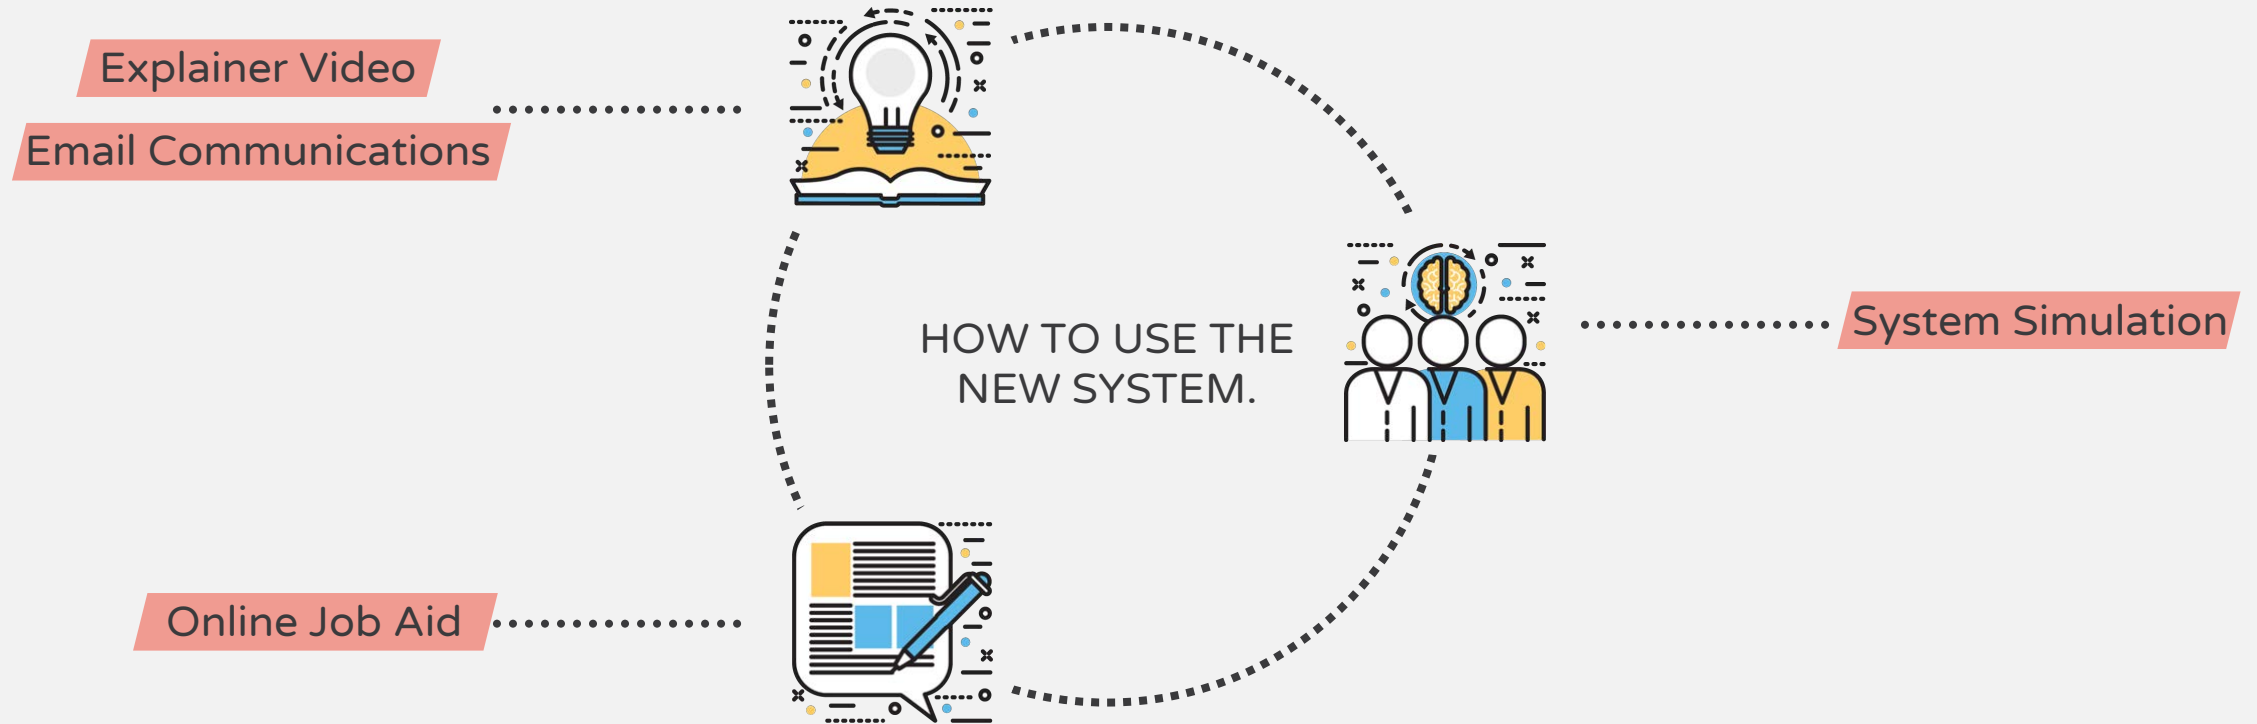 Explainer Video
Email Communications
HOW TO USE THE
NEW SYSTEM.
System Simulation
Online Job Aid